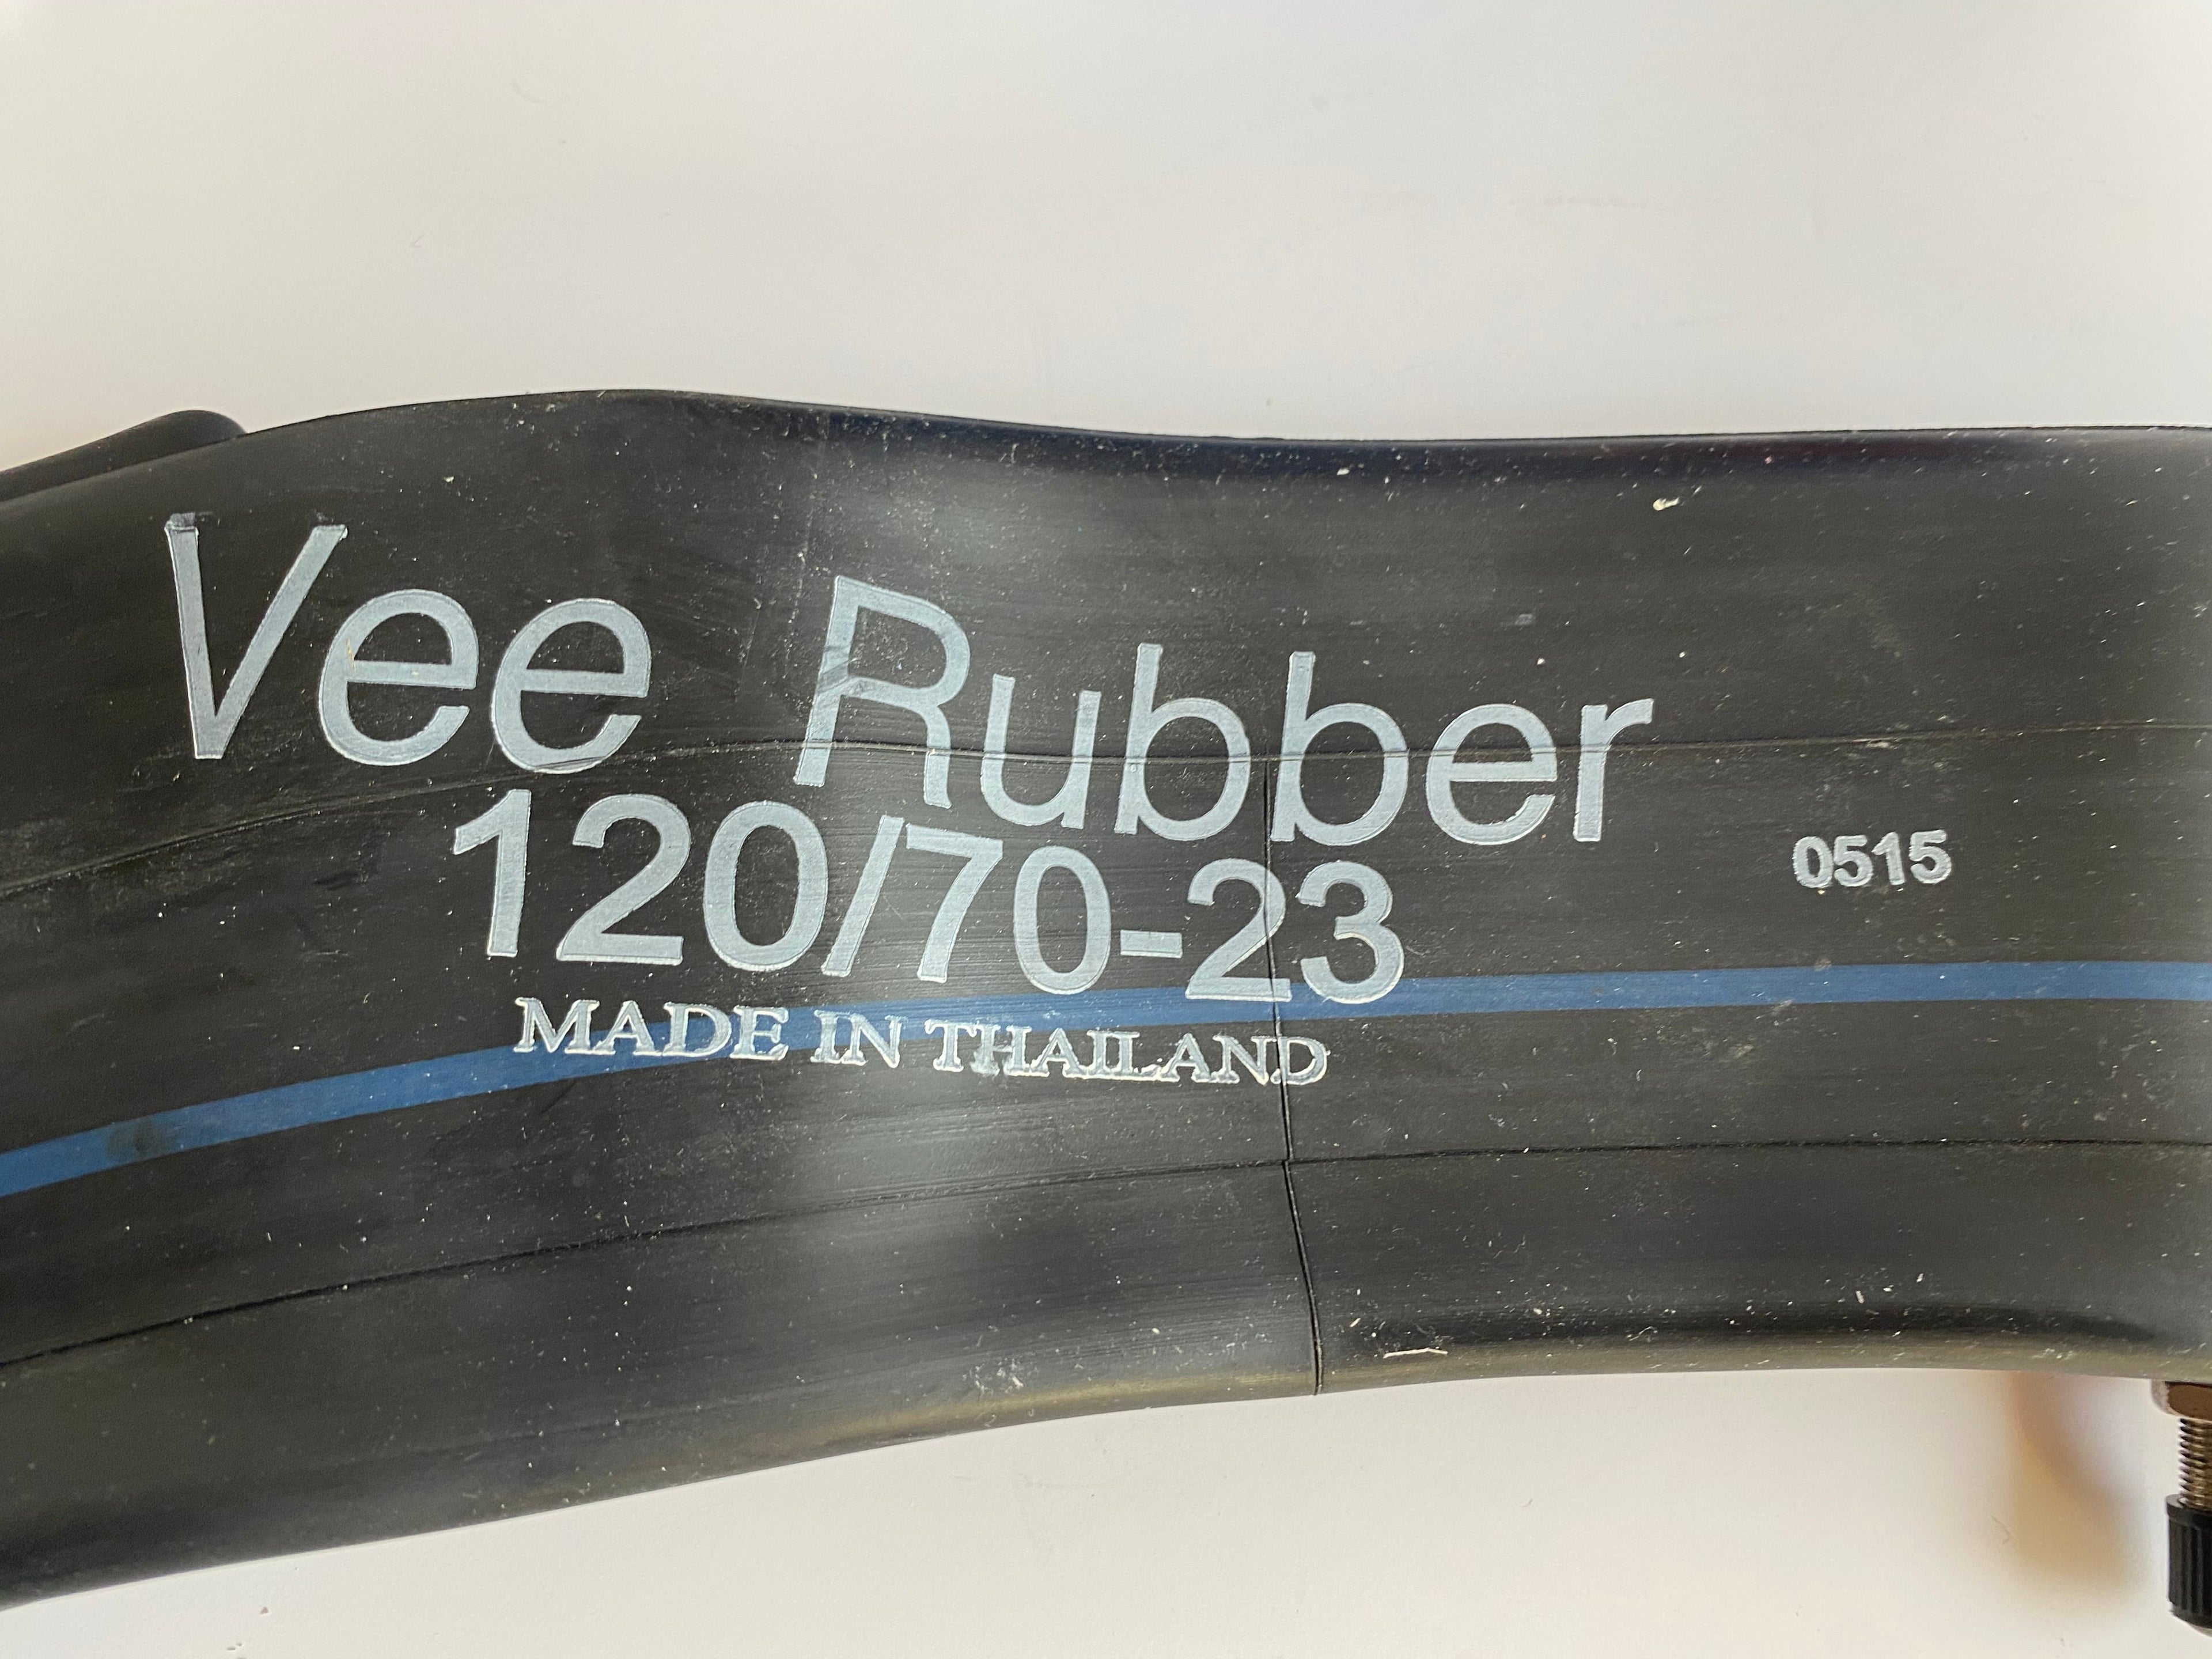 Vee Rubber
120/70-23
0515
MADE IN THAILAND